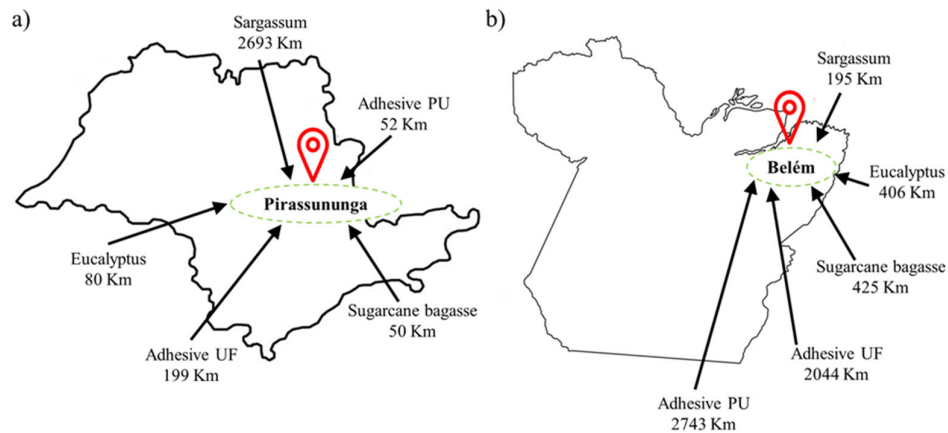 a)
Sargassum
2693 Km
Adhesive PU
52 Km
Pirassununga
Eucalyptus
80 Km
Sugarcane bagasse
50 Km
Adhesive UF
199 Km
b)
Sargassum
195 Km
Belém
Eucalyptus
406 Km
Sugarcane bagasse
425 Km
Adhesive UF
2044 Km
Adhesive PU
2743 Km